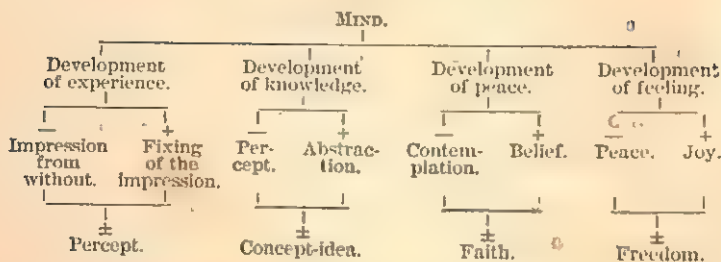 MIND.
Development Development Development Development
of experience. of knowledge. of peace. of feeling.
− + − + − + − +
Impression Fixing Per- Abstrac- Contem- Belief. Peace. Joy.
from of the cept. tion. plation.
without. impression.
± ± ± ±
Percept. Concept-idea. Faith. Freedom.